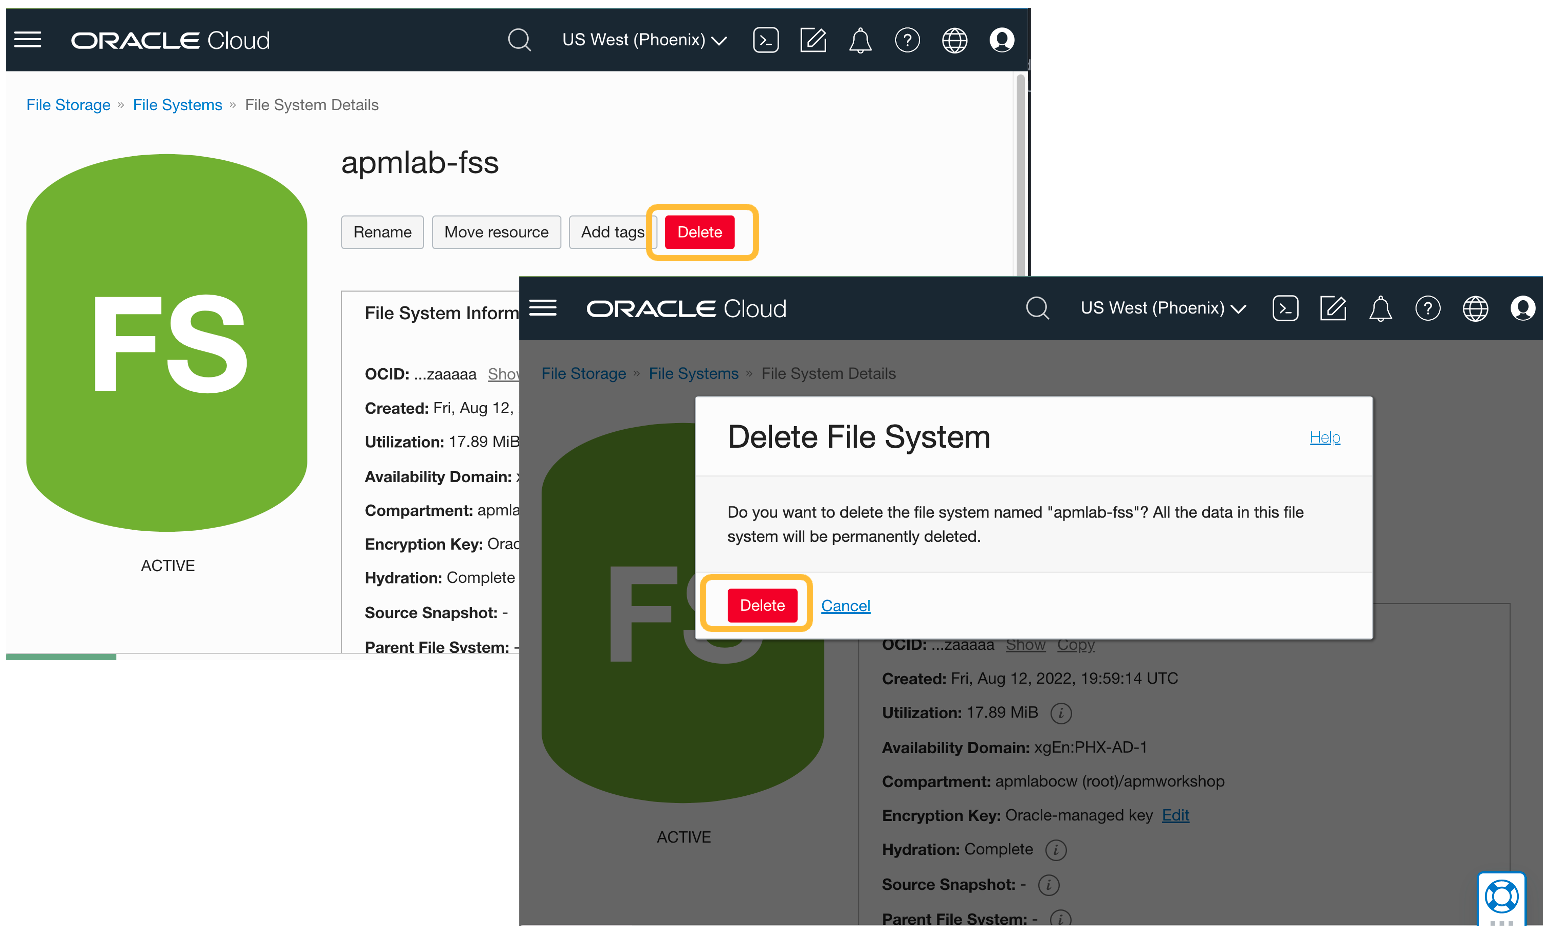 ORACLE Cloud
US West (Phoenix)
File Storage » File Systems » File System Details
FS
ACTIVE
apmlab-fss
Rename
Move resource
Add tags
Delete
File System Inform
OCID: ...zaaaaa Show
Created: Fri, Aug 12,
Utilization: 17.89 MiB
Availability Domain:
Compartment: apmla
Encryption Key: Orac
Hydration: Complete
Source Snapshot: -
Parent File System: -
ORACLE Cloud
US West (Phoenix)
File Storage » File Systems » File System Details
Delete File System
Help
Do you want to delete the file system named "apmlab-fss"? All the data in this file
system will be permanently deleted.
Delete
Cancel
FS
ACTIVE
OCID: ...zaaaaa Show Copy
Created: Fri, Aug 12, 2022, 19:59:14 UTC
Utilization: 17.89 MiB
Availability Domain: xgEn:PHX-AD-1
Compartment: apmlabocw (root)/apmworkshop
Encryption Key: Oracle-managed key Edit
Hydration: Complete
Source Snapshot: -
Parent File System: -